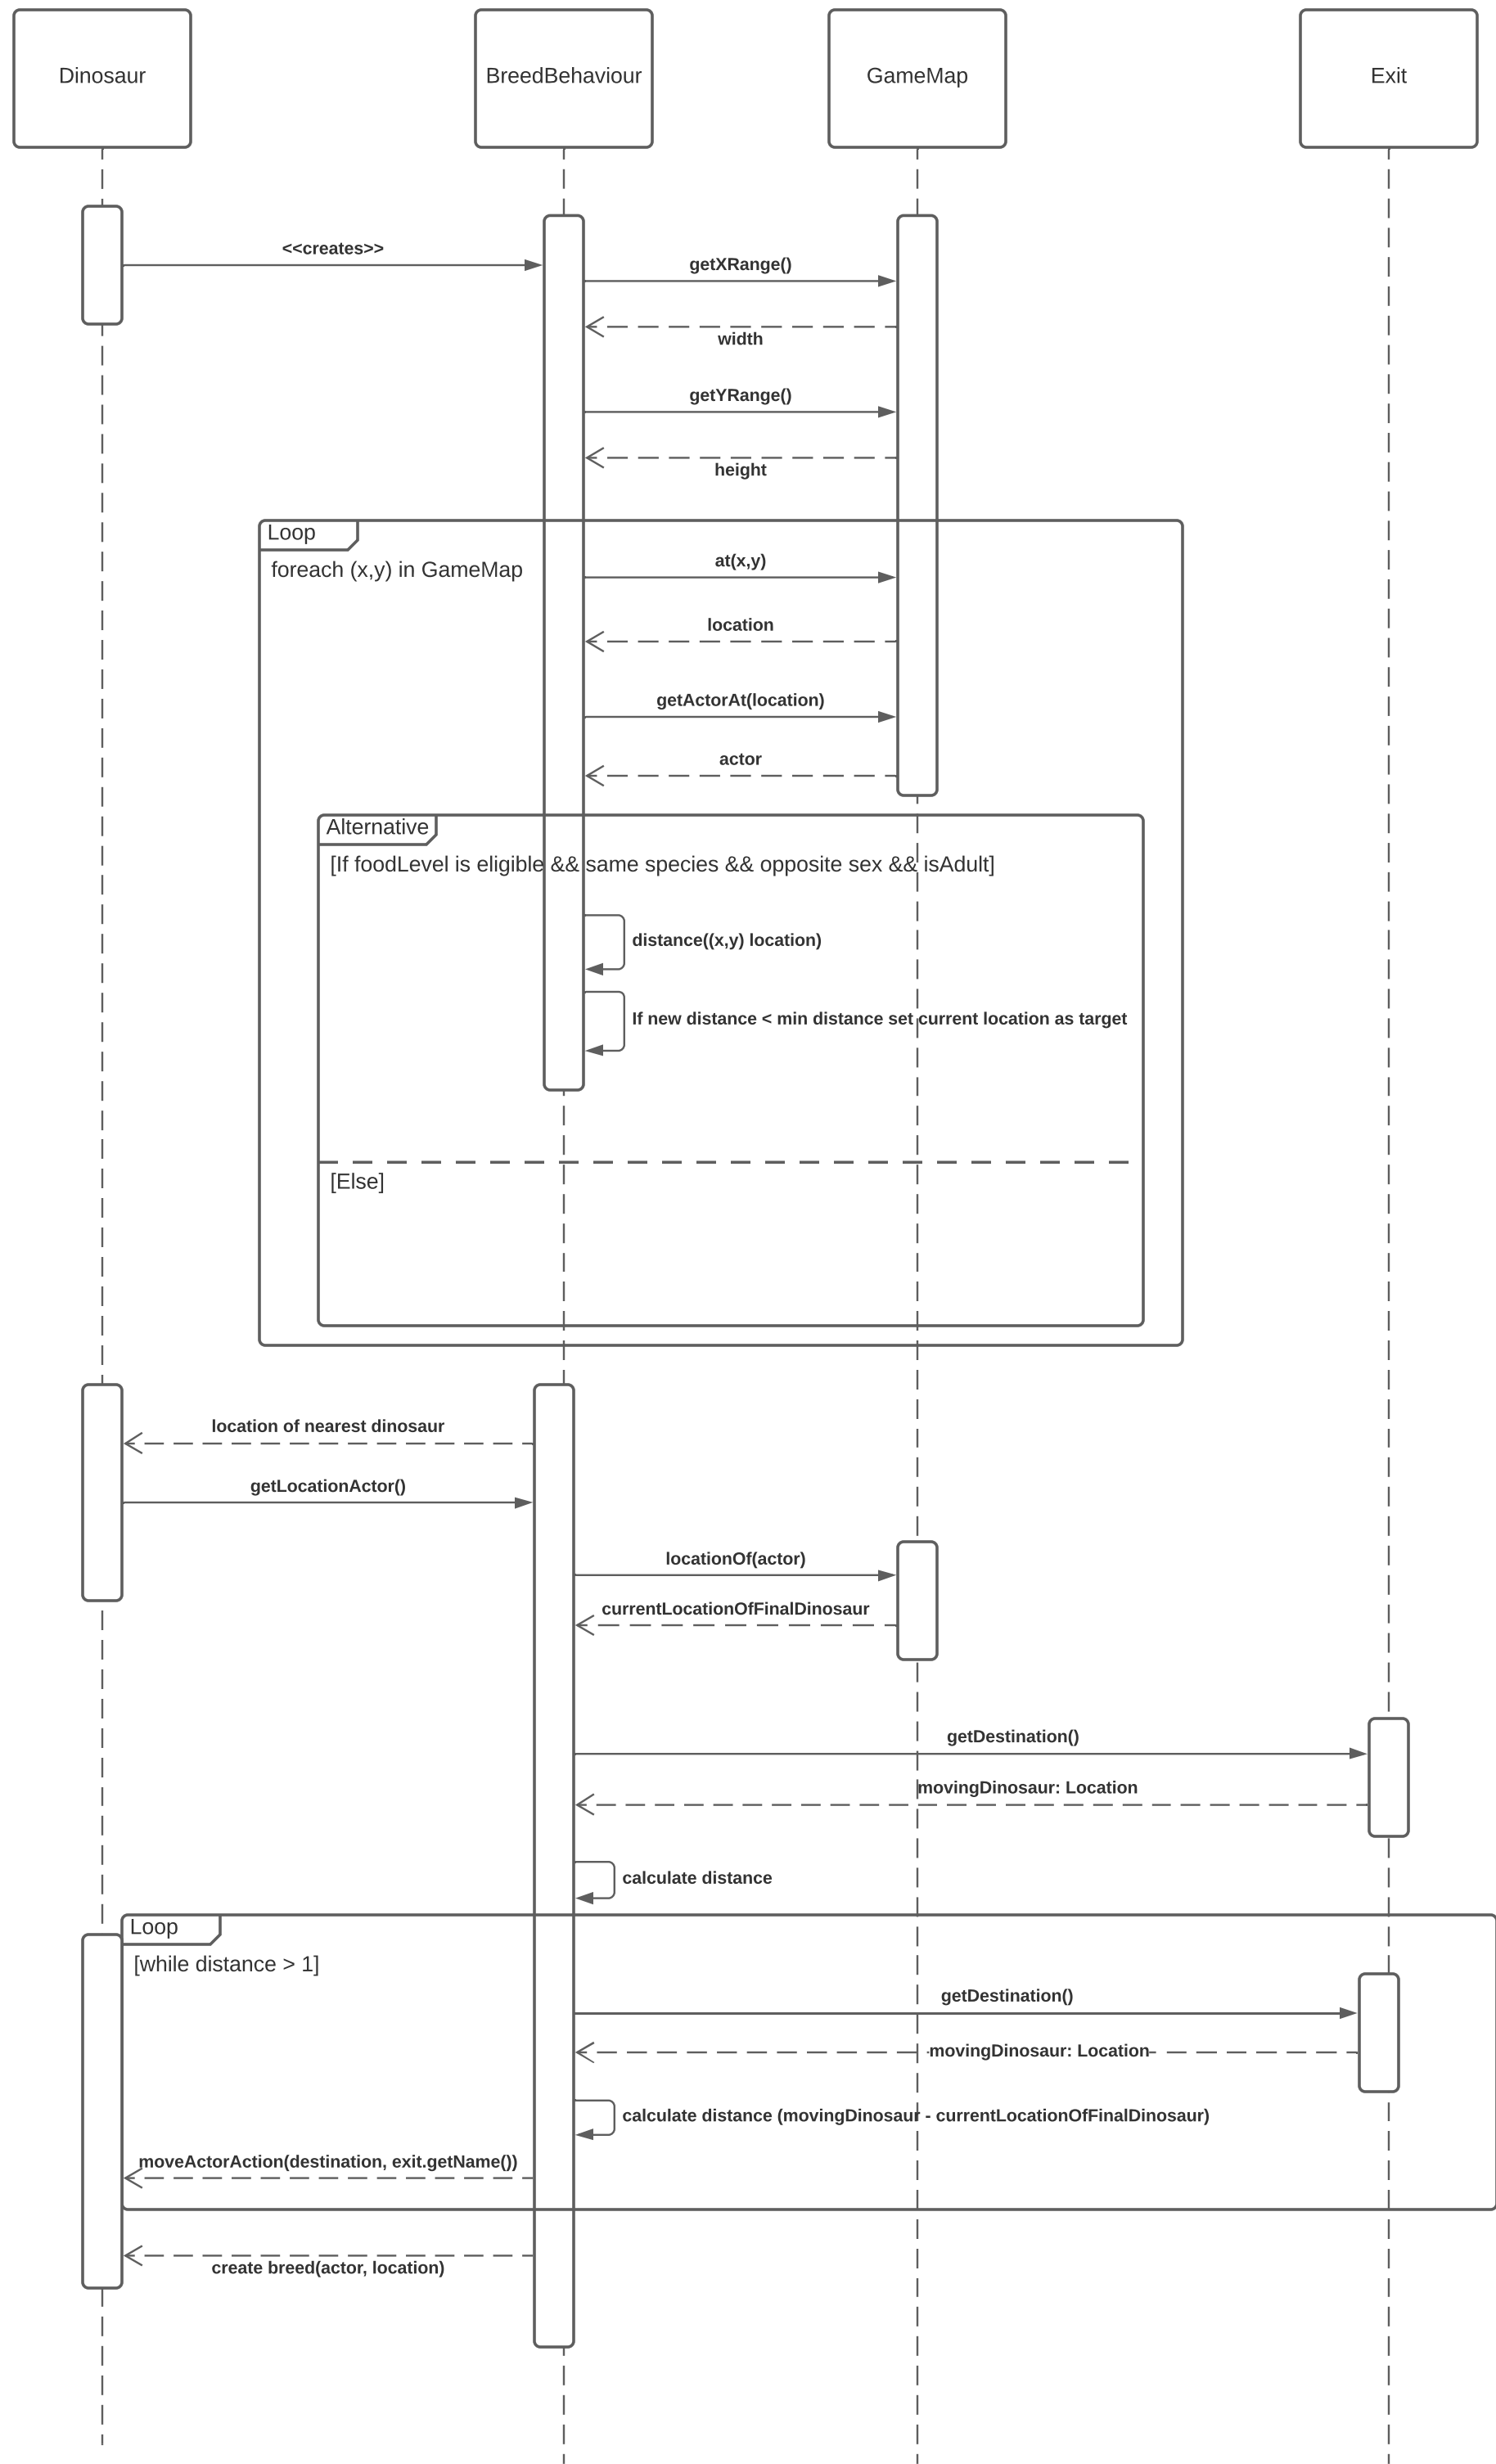 Dinosaur
BreedBehaviour
GameMap
Exit
<<creates>>
getXRange()
width
getYRange()
height
Loop
foreach (x,y) in GameMap
at(x,y)
location
getActorAt(location)
actor
Alternative
[If foodLevel is eligible && same species && opposite sex && isAdult]
distance((x,y) location)
If new distance < min distance set current location as target
[Else]
location of nearest dinosaur
getLocationActor()
locationOf(actor)
currentLocationOfFinalDinosaur
getDestination()
movingDinosaur: Location
calculate distance
Loop
[while distance > 1]
getDestination()
movingDinosaur: Location
calculate distance (movingDinosaur - currentLocationOfFinalDinosaur)
moveActorAction(destination, exit.getName())
create breed(actor, location)